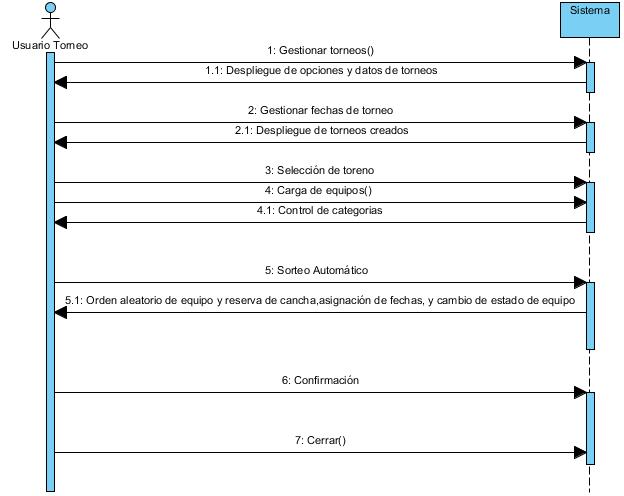 Sistema
Usuario Torneo
1: Gestionar torneos()
1.1: Despliegue de opciones y datos de torneos
2: Gestionar fechas de torneo
2.1: Despliegue de torneos creados
3: Selección de toreno
4: Carga de equipos()
4.1: Control de categorias
5: Sorteo Automático
5.1: Orden aleatorio de equipo y reserva de cancha,asignación de fechas, y cambio de estado de equipo
6: Confirmación
7: Cerrar()